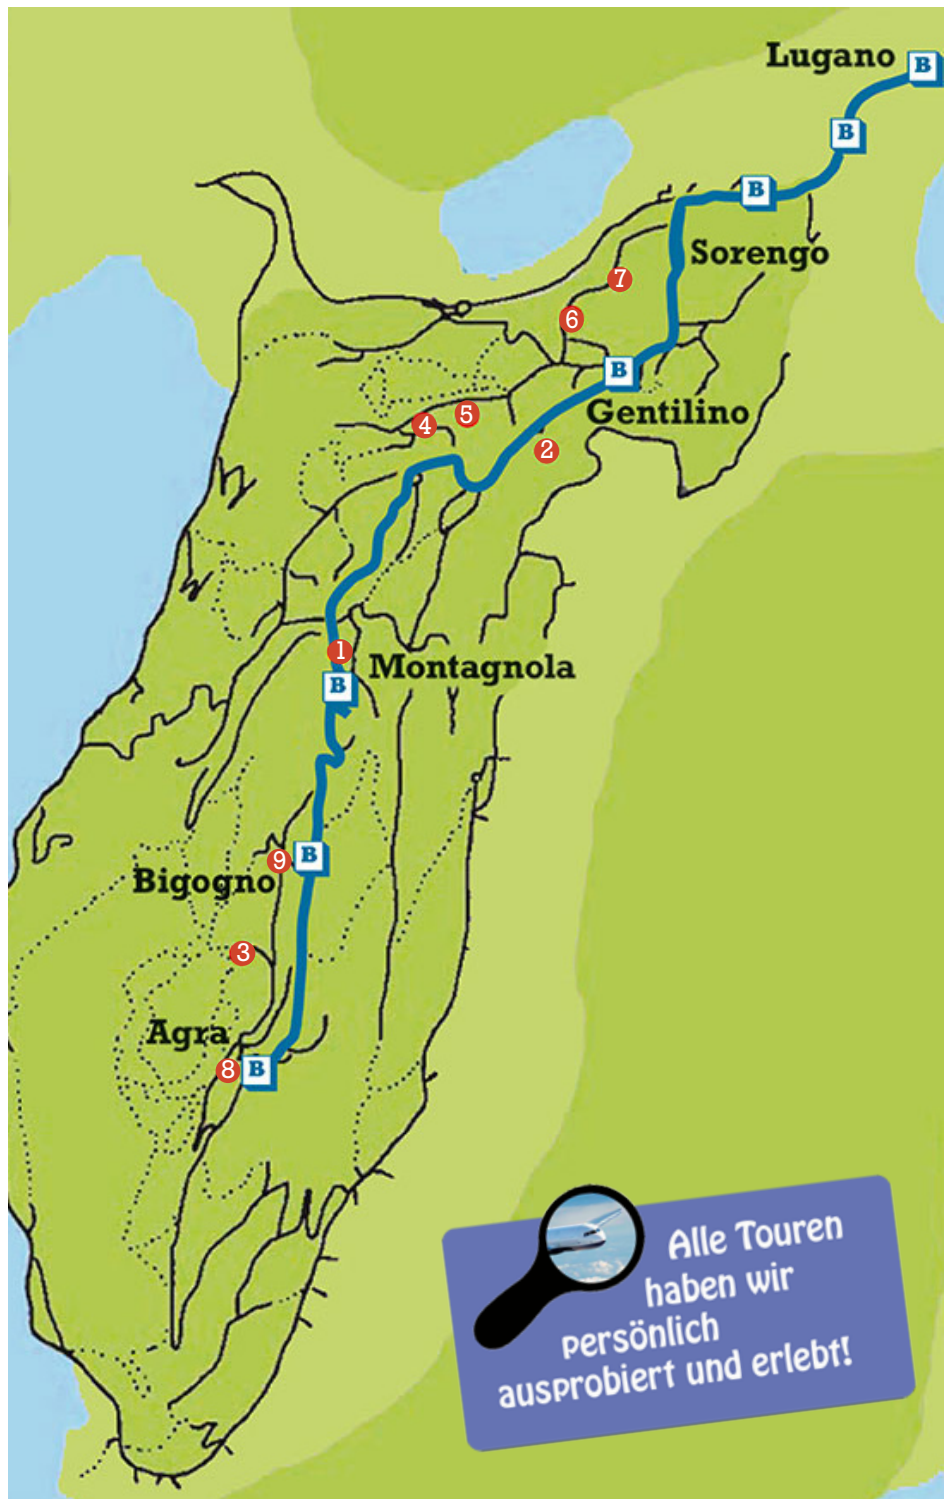 Lugano
B
B
B
Sorengo
7
6
B
Gentilino
5
4
2
1
Montagnola
B
9
B
Bigogno
3
Agra
8
B
Alle Touren
haben wir
persönlich
ausprobiert und erlebt!